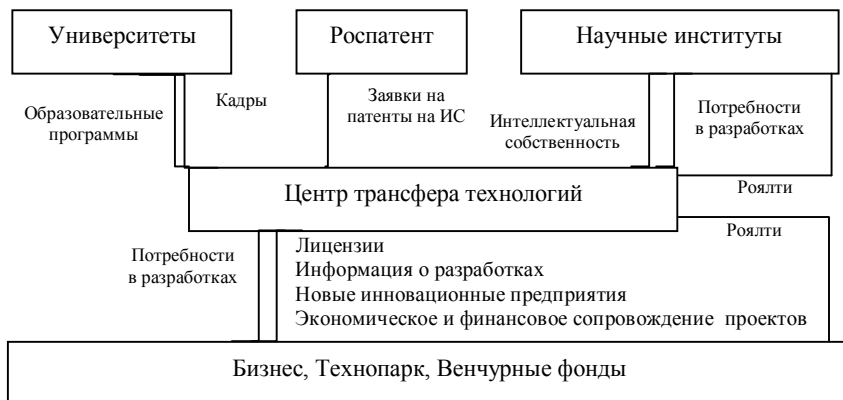 Университеты
Роспатент
Научные институты
Образовательные
программы
Кадры
Заявки на
патенты на ИС
Интеллектуальная
собственность
Потребности
в разработках
Центр трансфера технологий
Роялти
Роялти
Потребности
в разработках
Лицензии
Информация о разработках
Новые инновационные предприятия
Экономическое и финансовое сопровождение проектов
Бизнес, Технопарк, Венчурные фонды